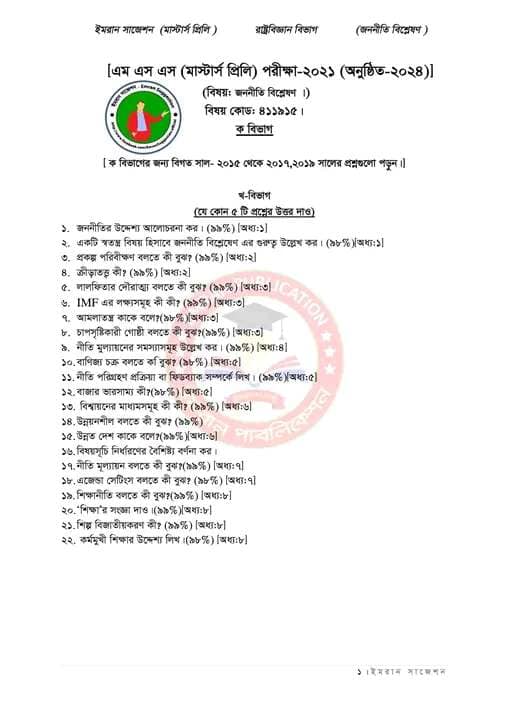 ইমরান সাজেশন (মাস্টার্স প্রিলি) রাষ্ট্রবিজ্ঞান বিভাগ (জননীতি বিশ্লেষণ)
[এম এস এস (মাস্টার্স প্রিলি) পরীক্ষা-২০২১ (অনুষ্ঠিত-২০২৪)]
(বিষয়: জননীতি বিশ্লেষণ ।)
বিষয় কোড: ৪১১৯১৫।
ক বিভাগ
[ ক বিভাগের জন্য বিগত সাল- ২০১৫ থেকে ২০১৭,২০১৯ সালের প্রশ্নগুলো পড়ুন।]
খ-বিভাগ
(যে কোন ৫ টি প্রশ্নের উত্তর দাও)
১. জননীতির উদ্দেশ্য আলোচনা কর। (৯৯%) [অধ্য:১]
২. একটি স্বতন্ত্র বিষয় হিসাবে জননীতি বিশ্লেষেণ এর গুরুত্ব উল্লেখ কর। (৯৮%)[অধ্য:১]
৩. প্রকল্প পরিবীক্ষণ বলতে কী বুঝ? (৯৯%) [অধ্য:২]
৪. ক্রীড়াতত্ত্ব কী? (৯৯%) [অধ্য:২]
৫. লালফিতার দৌরাত্ম্য বলতে কী বুঝ? (৯৯%) [অধ্য:৩]
৬. IMF এর লক্ষ্যসমূহ কী কী? (৯৯%) [অধ্য:৩]
৭. আমলাতন্ত্র কাকে বলে?(৯৮%) [অধ্য:৩]
৮. চাপসৃষ্টিকারী গোষ্ঠী বলতে কী বুঝ?(৯৯%) [অধ্য:৩]
৯. নীতি মূল্যায়নের সমস্যাসমূহ উল্লেখ কর। (৯৯%) [অধ্য:৪]
১০. বাণিজ্য চক্র বলতে কী বুঝ? (৯৮%) [অধ্য:৫]
১১. নীতি পরিগ্রহণ প্রক্রিয়া বা ফিডব্যাক সম্পর্কে লিখ। (৯৯%)[অধ্য:৫]
১২. বাজার ভারসাম্য কী?(৯৮%) [অধ্য:৫]
১৩. বিশ্বায়নের মাধ্যমসমূহ কী কী? (৯৯%) [অধ্য:৬]
১৪. উন্নয়নশীল বলতে কী বুঝ? (৯৯%)
১৫. উন্নত দেশ কাকে বলে?(৯৯%)[অধ্য:৬]
১৬. বিষয়সূচি নির্ধারণের বৈশিষ্ট্য বর্ণনা কর।
১৭. নীতি মূল্যায়ন বলতে কী বুঝ?(৯৯%) [অধ্য:৭]
১৮. এজেন্ডা সেটিংস বলতে কী বুঝ? (৯৮%) [অধ্য:৭]
১৯. শিক্ষানীতি বলতে কী বুঝ?(৯৯%) [অধ্য:৮]
২০. ‘শিক্ষা’র সংজ্ঞা দাও।(৯৯%)[অধ্য:৮]
২১. শিল্প বিজাতীয়করণ কী? (৯৯%) [অধ্য:৮]
২২. কর্মমুখী শিক্ষার উদ্দেশ্য লিখ।(৯৮%) [অধ্য:৮]
PUBLICATION
পাবলিকেশন
১ । ইমরান সাজেশন